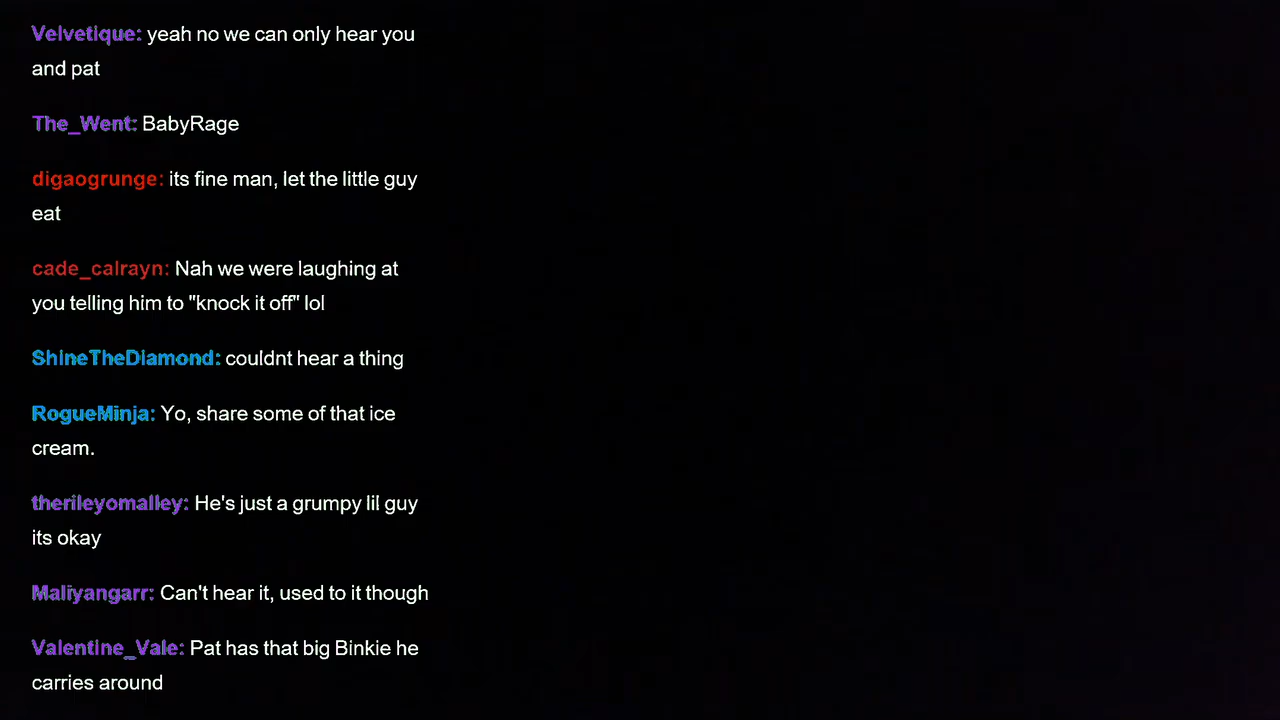 Velvetique: yeah no we can only hear you
and pat
The_Went: BabyRage
digaogrunge: its fine man, let the little guy
eat
cade_calrayn: Nah we were laughing at
you telling him to "knock it off" lol
ShineTheDiamond: couldnt hear a thing
RogueMinja: Yo, share some of that ice
cream.
therileyomalley: He's just a grumpy lil guy
its okay
Maliyangarr: Can't hear it, used to it though
Valentine_Vale: Pat has that big Binkie he
carries around